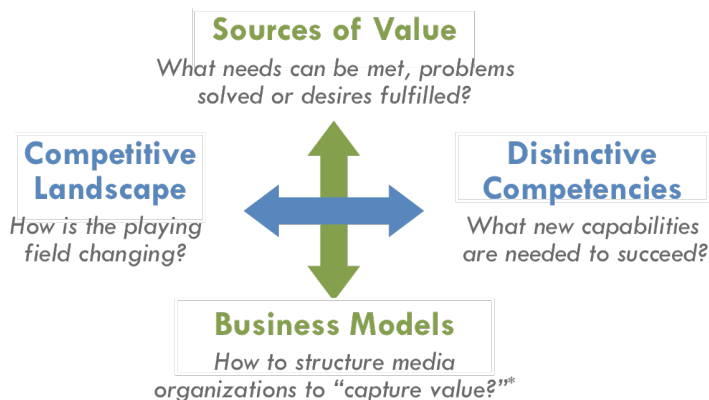 Sources of Value
What needs can be met, problems
solved or desires fulfilled?
Competitive
Landscape
How is the playing
field changing?
Distinctive
Competencies
What new capabilities
are needed to succeed?
Business Models
How to structure media
organizations to “capture value?”*